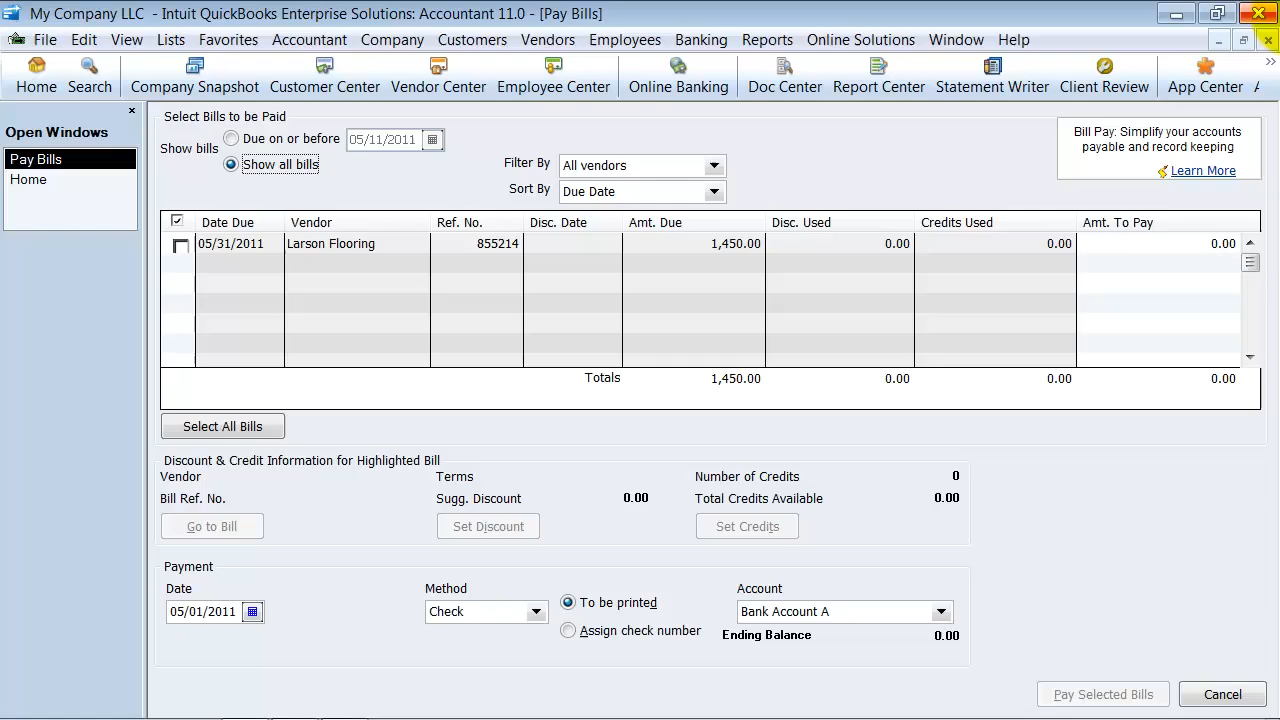 My Company LLC - Intuit QuickBooks Enterprise Solutions: Accountant 11.0 - [Pay Bills]
File Edit View Lists Favorites Accountant Company Customers Vendors Employees Banking Reports Online Solutions Window Help
Home Search Company Snapshot Customer Center Vendor Center Employee Center Online Banking Doc Center Report Center Statement Writer Client Review App Center
Open Windows
Pay Bills
Home
Select Bills to be Paid
Show bills
Due on or before 05/11/2011
Show all bills
Filter By All vendors
Sort By Due Date
Bill Pay: simplify your accounts
payable and record keeping
Learn More
Date Due Vendor Ref. No. Disc. Date Amt. Due Disc. Used Credits Used Amt. To Pay
05/31/2011 Larson Flooring 855214 1,450.00 0.00 0.00 0.00
Totals 1,450.00 0.00 0.00 0.00
Select All Bills
Discount & Credit Information for Highlighted Bill
Vendor Terms Number of Credits 0
Bill Ref. No. Sugg. Discount 0.00 Total Credits Available 0.00
Go to Bill Set Discount Set Credits
Payment
Date Method Account
05/01/2011 Check To be printed Bank Account A
Assign check number Ending Balance 0.00
Pay Selected Bills Cancel